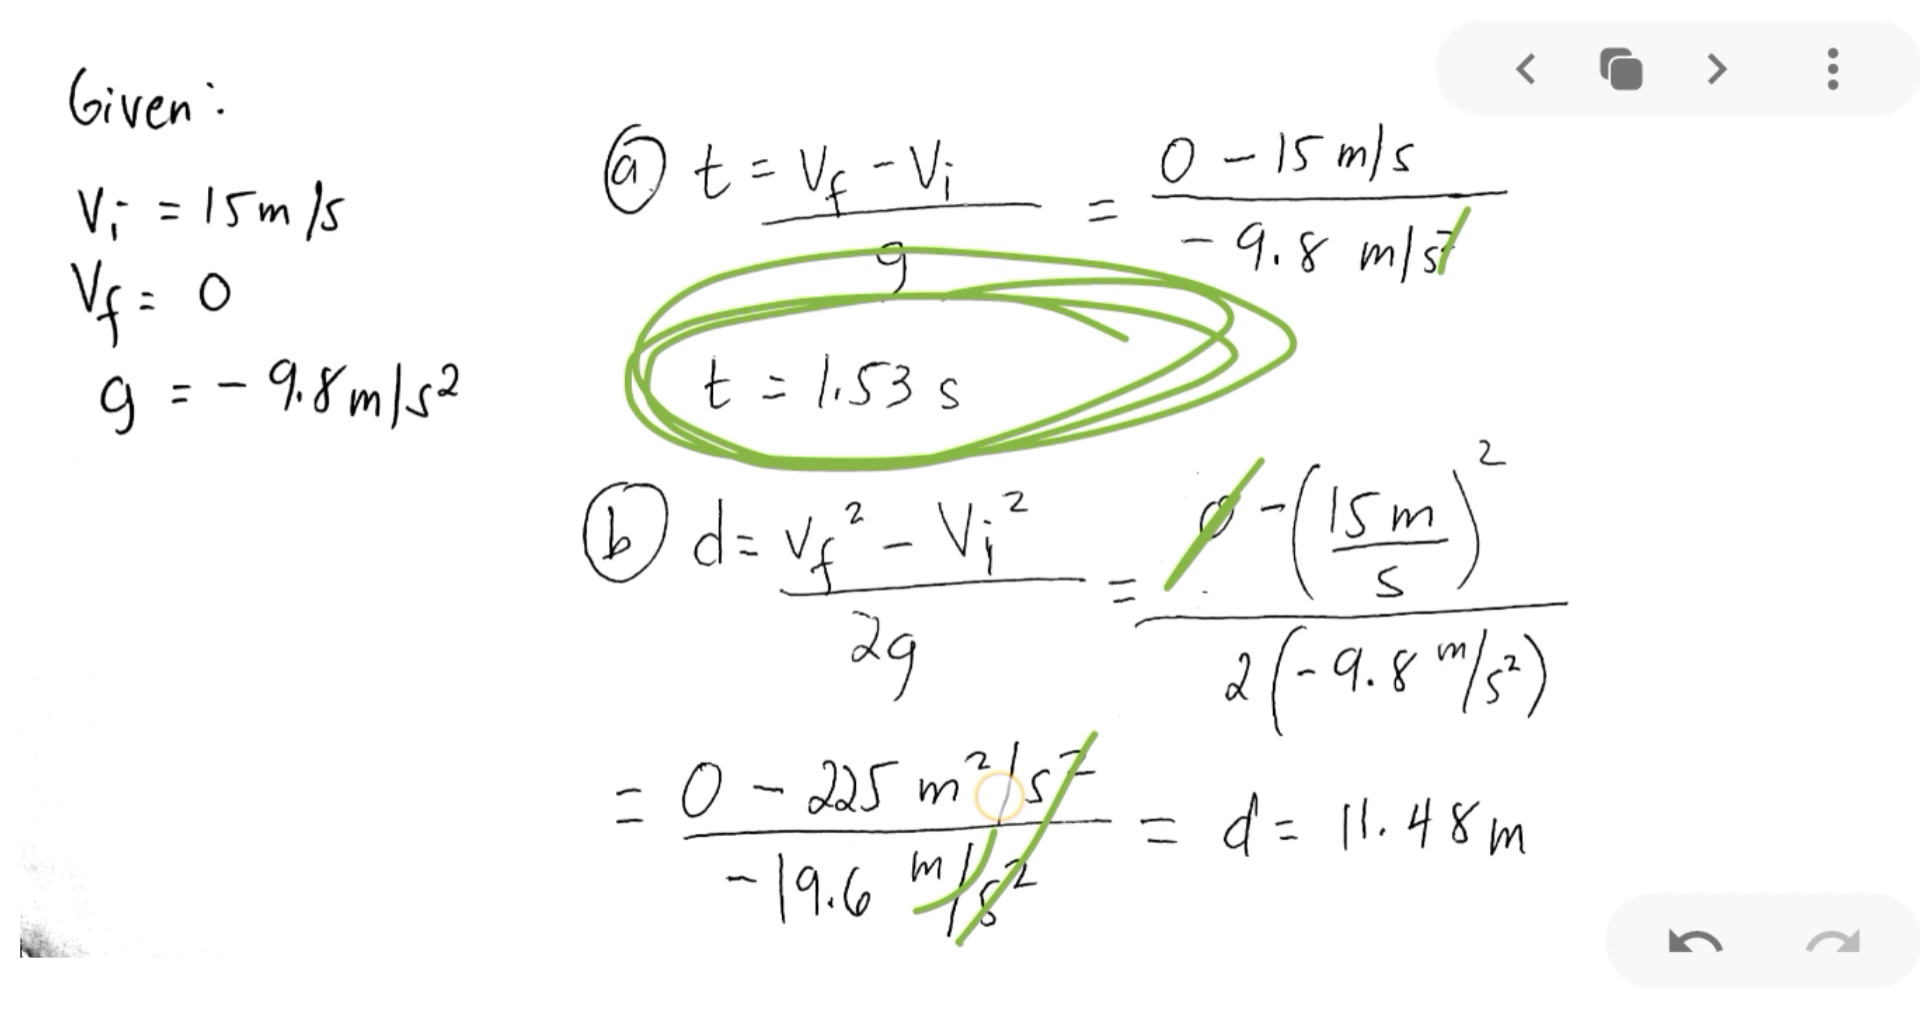 Given:
Vi = 15 m/s
Vf = 0
g = - 9.8 m/s2
a t = Vf - Vi / g = 0 - 15 m/s / - 9.8 m/s²
t = 1.53 s
b d = Vf² - Vi² / 2g = 0 - (15 m / s)² / 2(- 9.8 m/s²)
= 0 - 225 m²/s² / -19.6 m/s² = d = 11.48 m